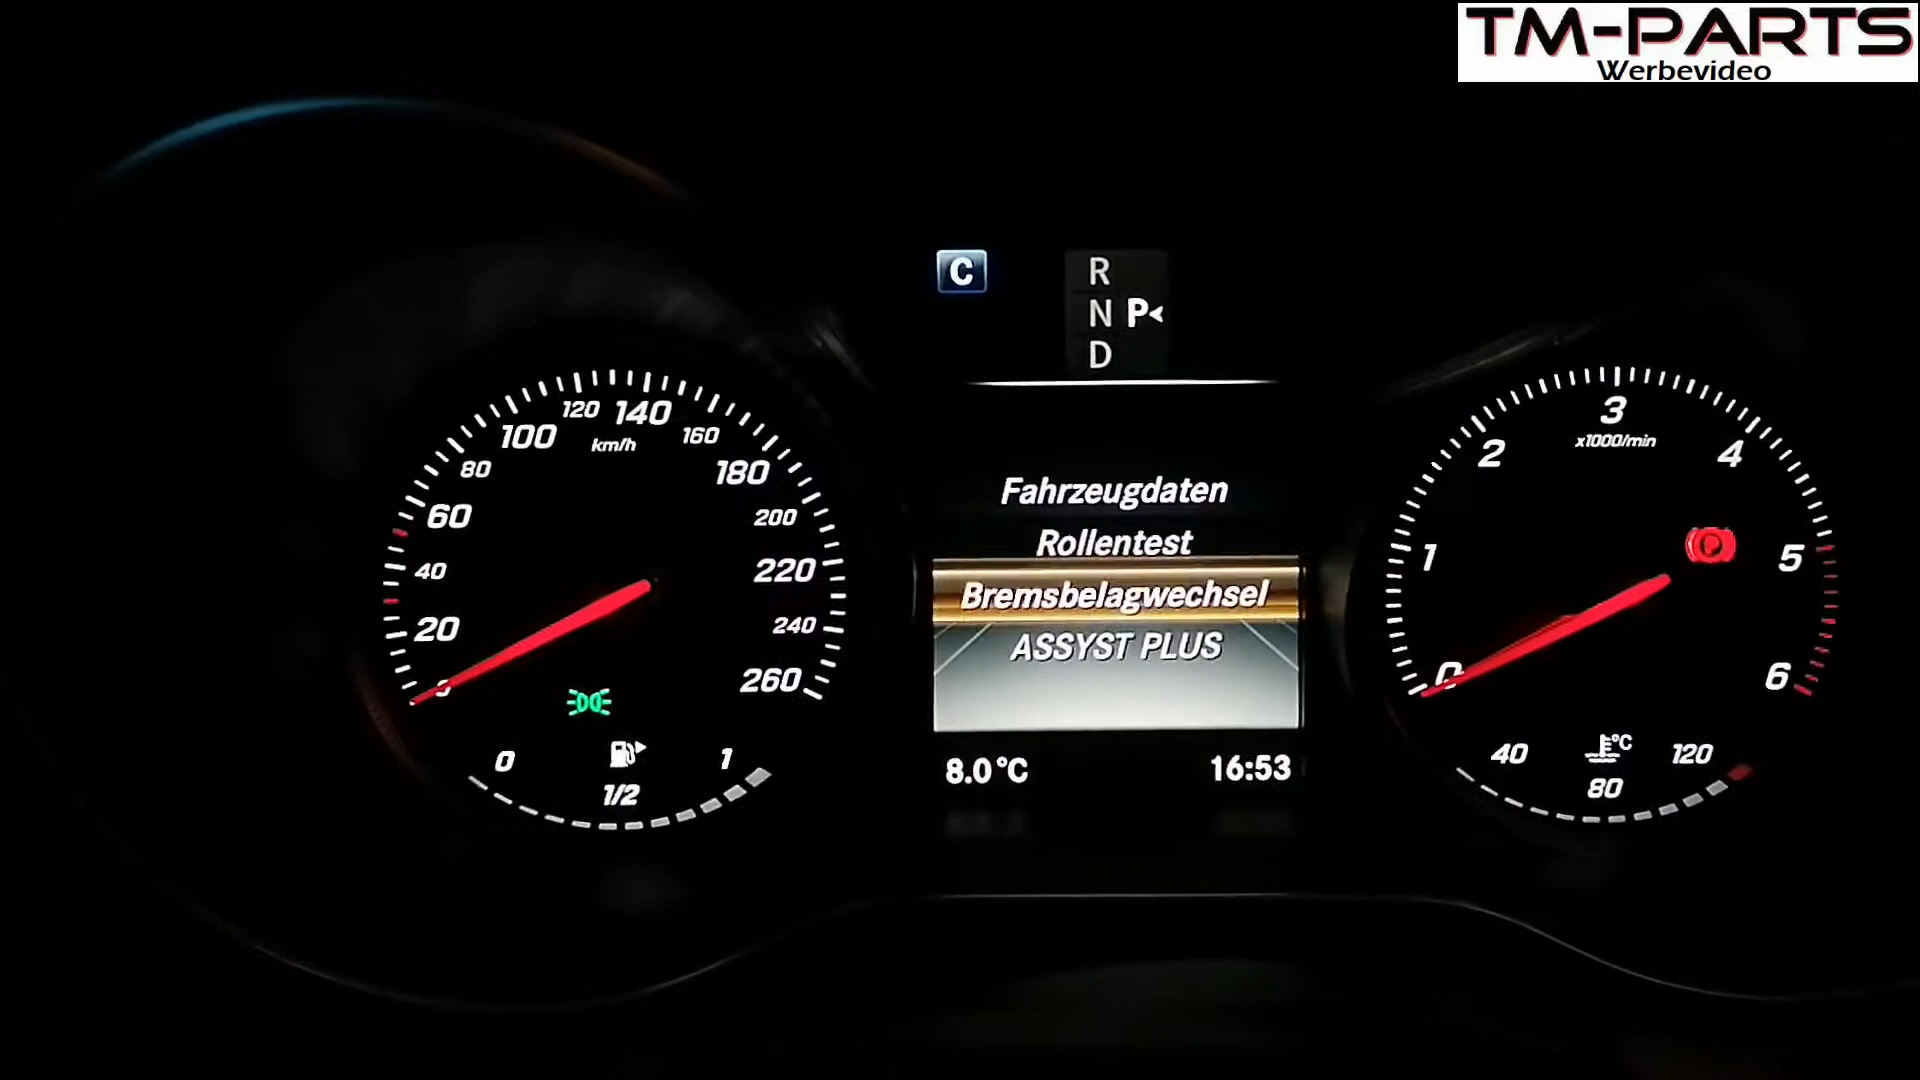 TM-PARTS
Werbevideo
C
R
N P
D
120 140
100 160
km/h
80 180
60 200
40 220
20 240
0 260
0 1
1/2
Fahrzeugdaten
Rollentest
Bremsbelagwechsel
ASSYST PLUS
8.0°C 16:53
3
x1000/min
2 4
1 P 5
0 6
°C
40 120
80